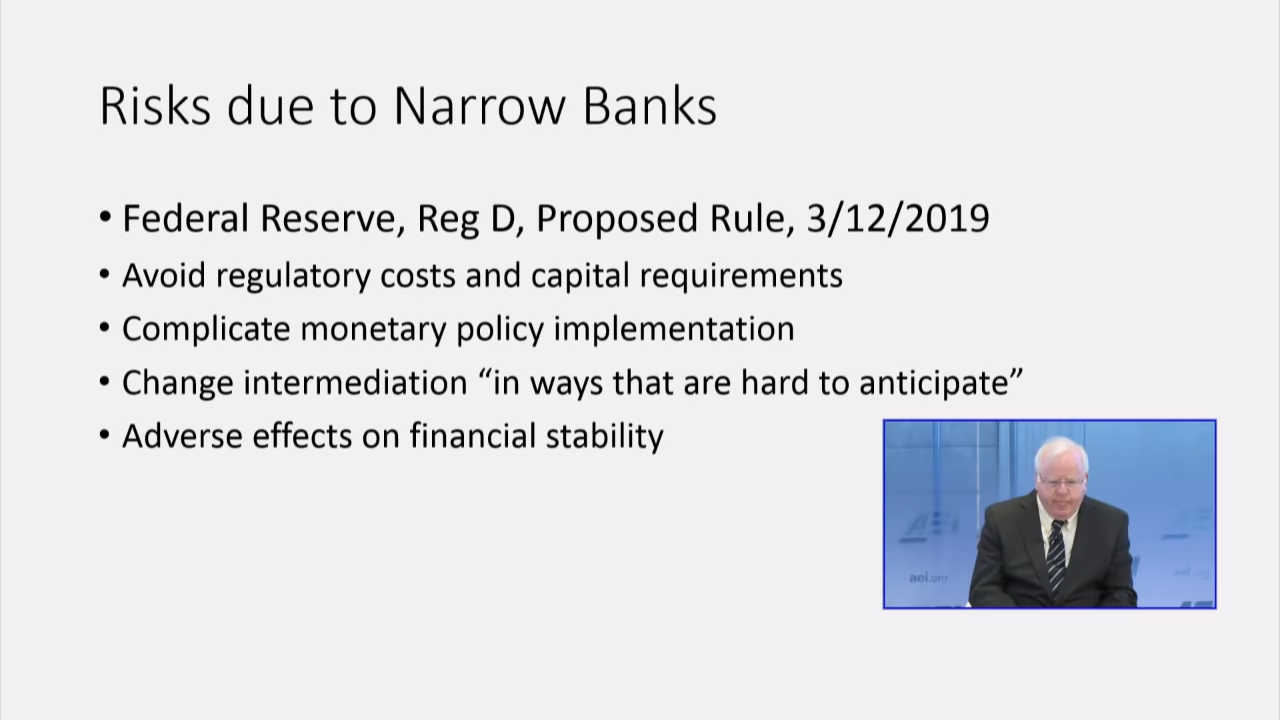 Risks due to Narrow Banks
• Federal Reserve, Reg D, Proposed Rule, 3/12/2019
• Avoid regulatory costs and capital requirements
• Complicate monetary policy implementation
• Change intermediation “in ways that are hard to anticipate”
• Adverse effects on financial stability
AEI
aei.org